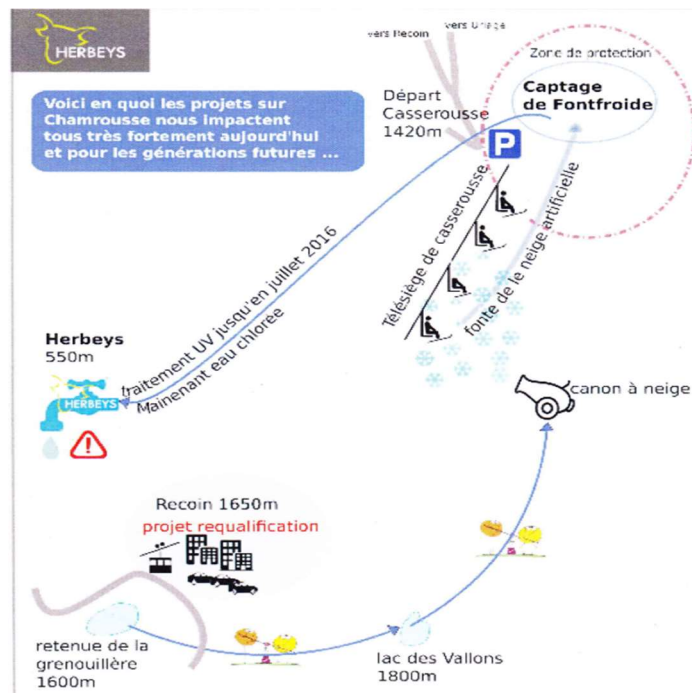 HERBEYS
vers Recoin
vers Uriage
Zone de protection
Voici en quoi les projets sur
Chamrousse nous impactent
tous très fortement aujourd'hui
et pour les générations futures ...
Départ
Casserousse
1420m
P
Captage
de Fontfroide
Télésiège de casserousse
fonte de le neige artificielle
traitement UV jusqu'en juillet 2016
Mainenant eau chlorée
Herbeys
550m
HERBEYS
canon à neige
Recoin 1650m
projet requalification
retenue de la
grenouillère
1600m
lac des Vallons
1800m